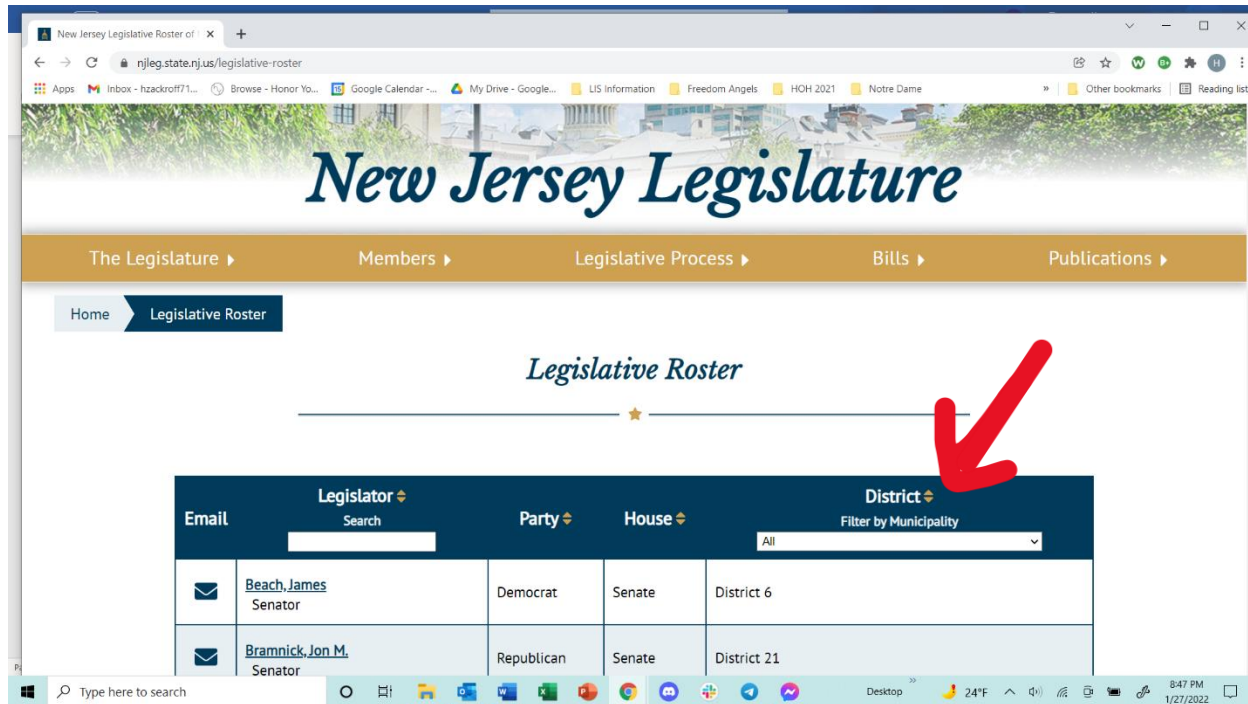 New Jersey Legislative Roster of
njleg.state.nj.us/legislative-roster
Apps Inbox - hzackroff71... Browse - Honor Yo... Google Calendar -... My Drive - Google... LIS Information Freedom Angels HOH 2021 Notre Dame » Other bookmarks Reading list
New Jersey Legislature
The Legislature Members Legislative Process Bills Publications
Home Legislative Roster
Legislative Roster
Email Legislator Party House District
Search Filter by Municipality
All
Beach, James Democrat Senate District 6
Senator
Bramnick, Jon M. Republican Senate District 21
Senator
Type here to search Desktop » 24°F 8:47 PM
1/27/2022